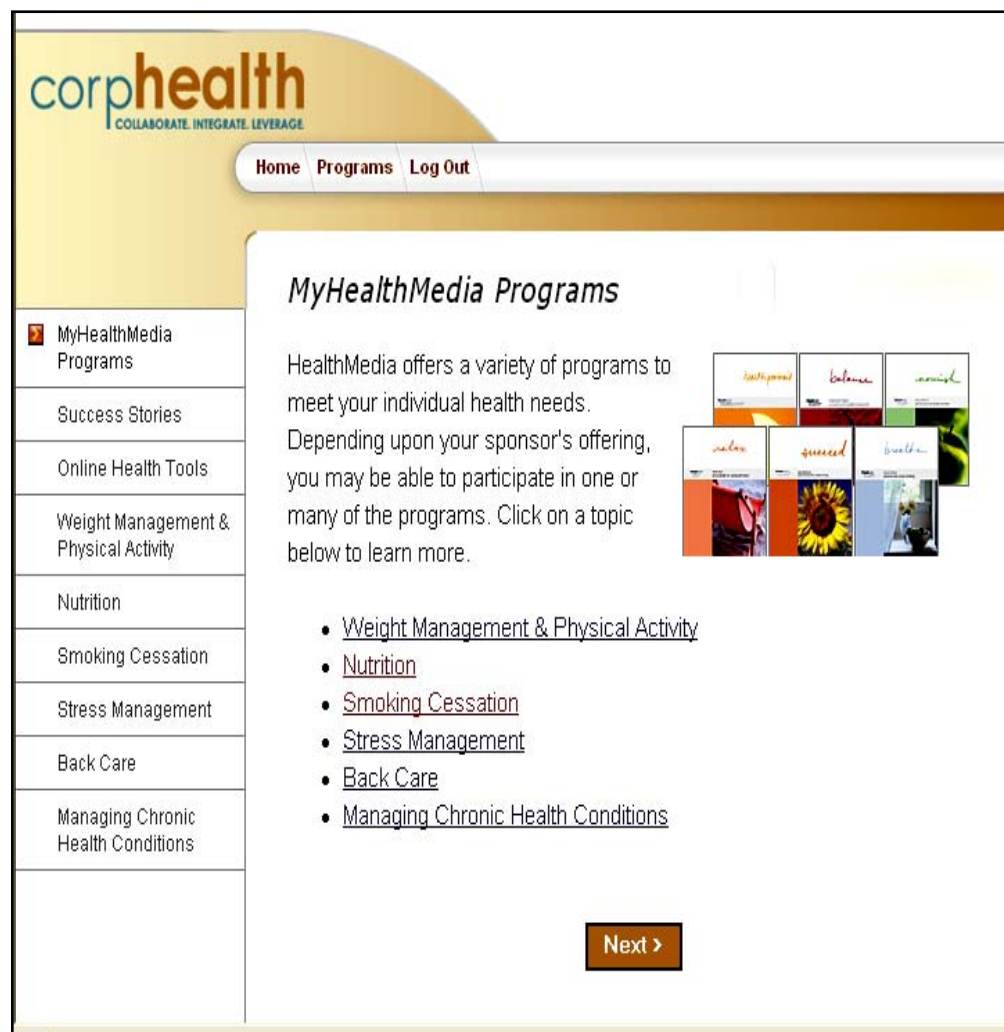 corphealth
COLLABORATE. INTEGRATE. LEVERAGE.
Home Programs Log Out
MyHealthMedia Programs
HealthMedia offers a variety of programs to
meet your individual health needs.
Depending upon your sponsor's offering,
you may be able to participate in one or
many of the programs. Click on a topic
below to learn more.
balance
nourish
relax
succeed
breathe
• Weight Management & Physical Activity
• Nutrition
• Smoking Cessation
• Stress Management
• Back Care
• Managing Chronic Health Conditions
Next >
MyHealthMedia
Programs
Success Stories
Online Health Tools
Weight Management &
Physical Activity
Nutrition
Smoking Cessation
Stress Management
Back Care
Managing Chronic
Health Conditions